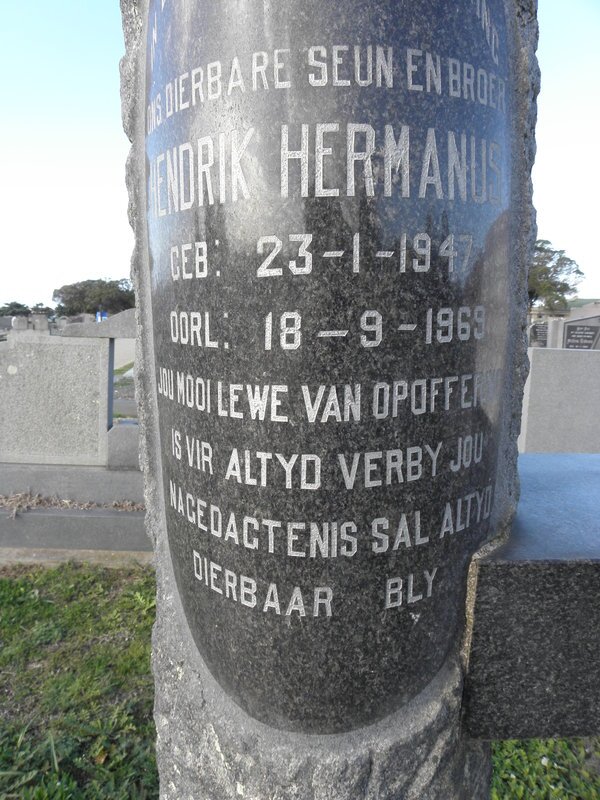 ONS DIERBARE SEUN EN BROER
HENDRIK HERMANUS
GEB: 23-1-1947
OORL: 18-9-1969
JOU MOOI LEWE VAN
IS VIR ALTYD VERBY JOU
NAGEDACTENIS SAL ALTYD
DIERBAAR BLY